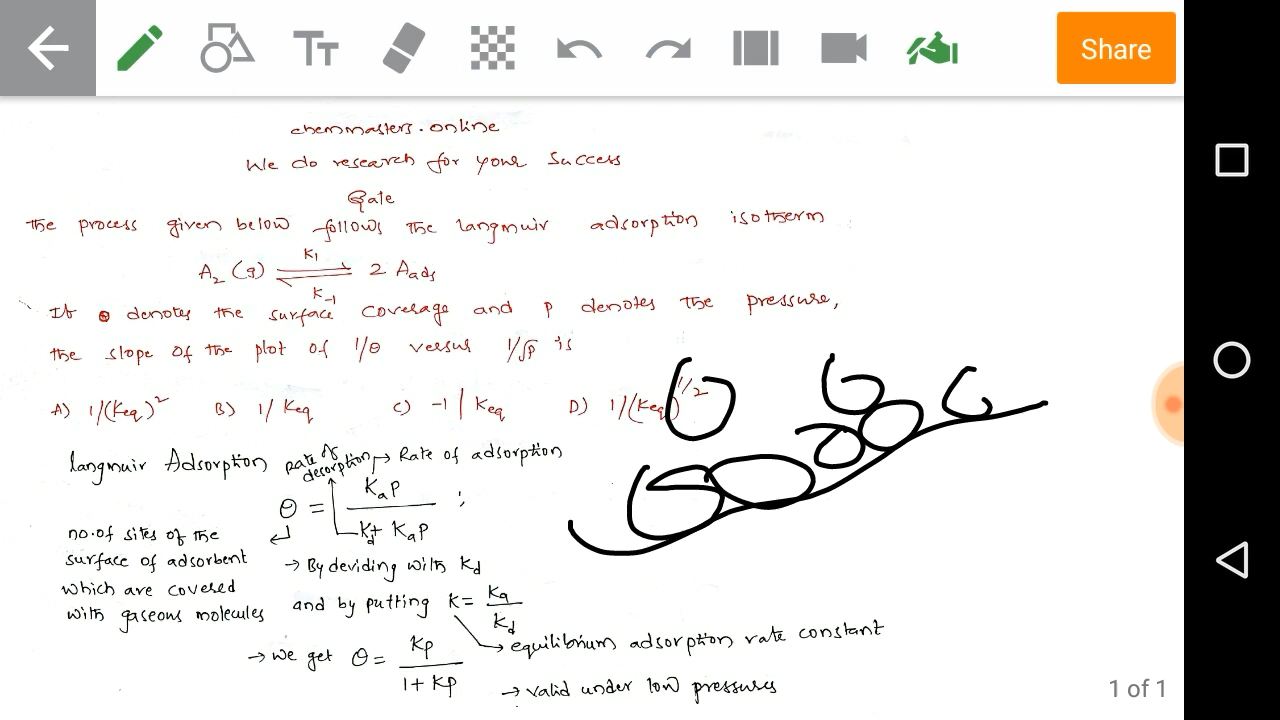 Share
chemmasters.online
We do research for your Success
Gate
The process given below follows the langmuir adsorption isotherm
A₂ (g) ⇌ 2 A_ads
K₁
K₋₁
If θ denotes the surface coverage and P denotes the pressure,
the slope of the plot of 1/θ versus 1/√P is
A) 1/(Keq)² B) 1/Keq C) -1/Keq D) 1/(Keq)^1/2
langmuir Adsorption
rate of desorption
→ Rate of adsorption
θ = KaP / Kd + KaP ;
no.of sites of the
surface of adsorbent
which are covered
with gaseous molecules
→ By deviding with Kd
and by putting K = Ka/Kd
→ equilibrium adsorption rate constant
→ we get θ = KP / 1 + KP
→ valid under low pressures
1 of 1